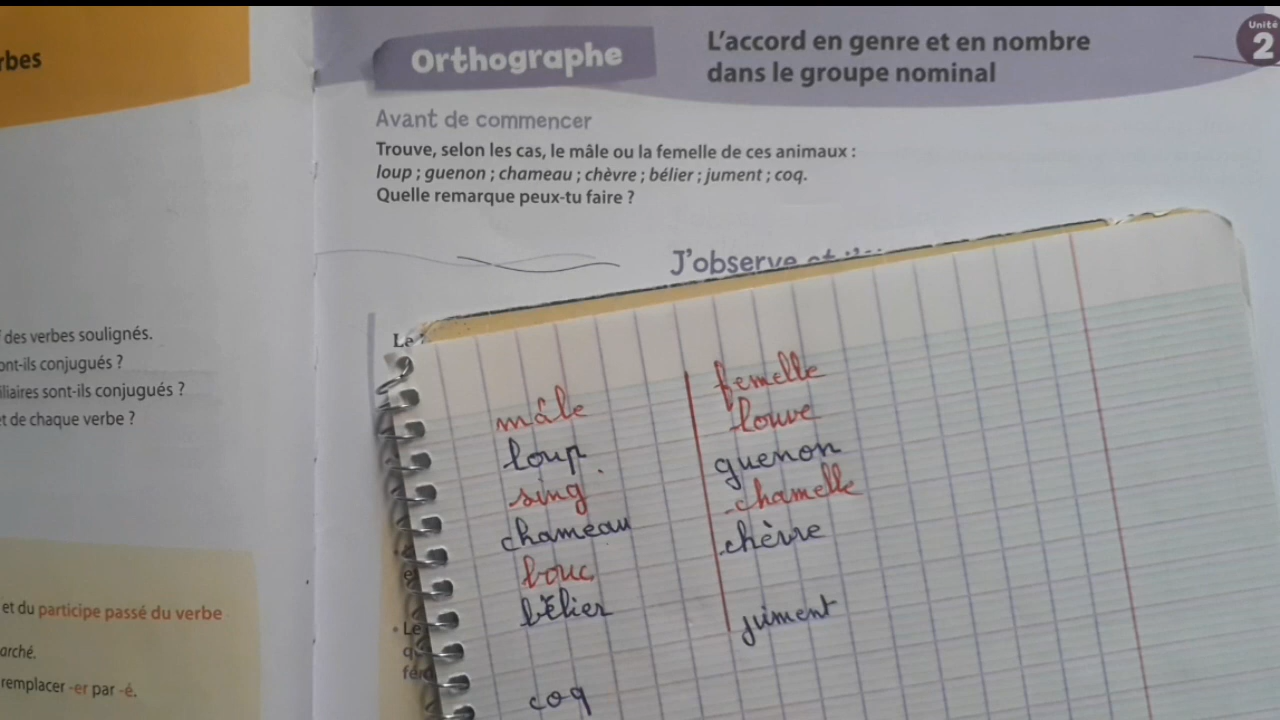 rbes
Orthographe
L'accord en genre et en nombre
dans le groupe nominal
Unité
2
Avant de commencer
Trouve, selon les cas, le mâle ou la femelle de ces animaux :
loup ; guenon ; chameau ; chèvre ; bélier ; jument ; coq.
Quelle remarque peux-tu faire ?
J'observe et
des verbes soulignés.
ont-ils conjugués ?
iliaires sont-ils conjugués ?
t de chaque verbe ?
et du participe passé du verbe
arché.
remplacer -er par -é.
Le
• Le
q
fé
mâle femelle
loup louve
sing guenon
chameau chamelle
bouc chèvre
bélier
jument
coq